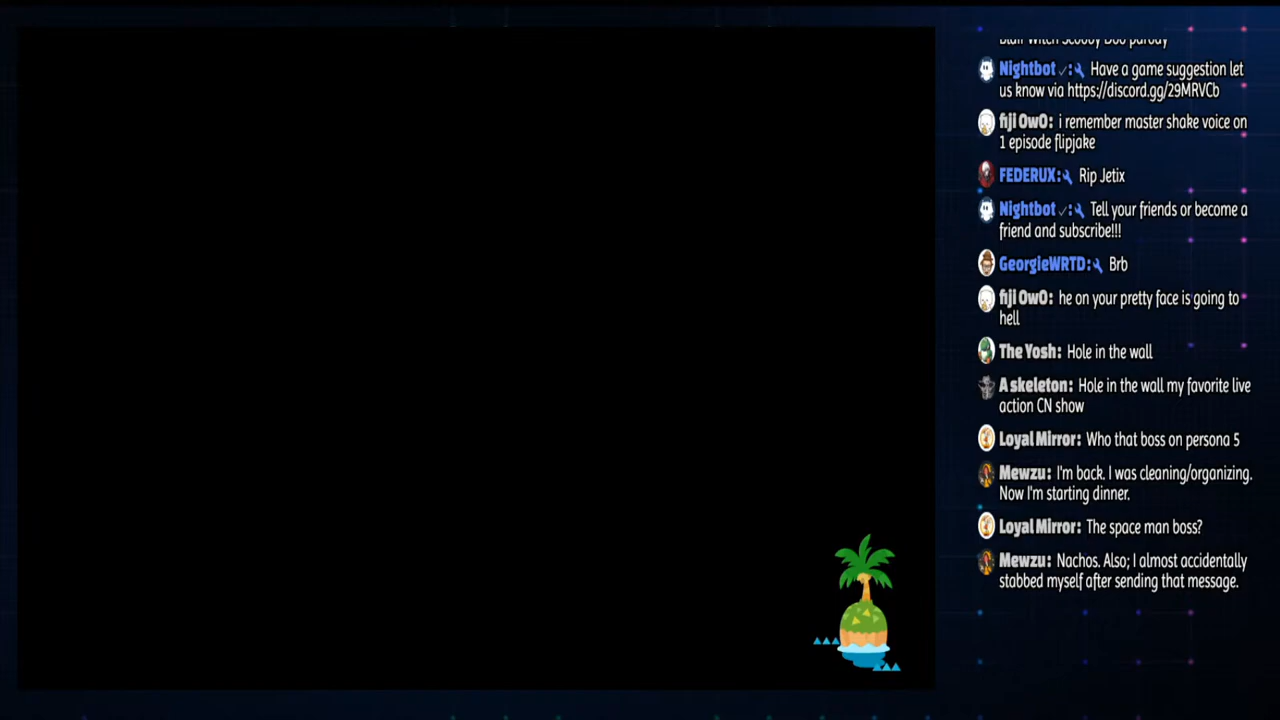 Blair Witch Scooby Doo parody
Nightbot ✓:🔧 Have a game suggestion let
us know via https://discord.gg/29MRVCb
fiji OwO: i remember master shake voice on
1 episode flipjake
FEDERUX:🔧 Rip Jetix
Nightbot ✓:🔧 Tell your friends or become a
friend and subscribe!!!
GeorgieWRTD:🔧 Brb
fiji OwO: he on your pretty face is going to
hell
The Yosh: Hole in the wall
A skeleton: Hole in the wall my favorite live
action CN show
Loyal Mirror: Who that boss on persona 5
Mewzu: I'm back. I was cleaning/organizing.
Now I'm starting dinner.
Loyal Mirror: The space man boss?
Mewzu: Nachos. Also; I almost accidentally
stabbed myself after sending that message.